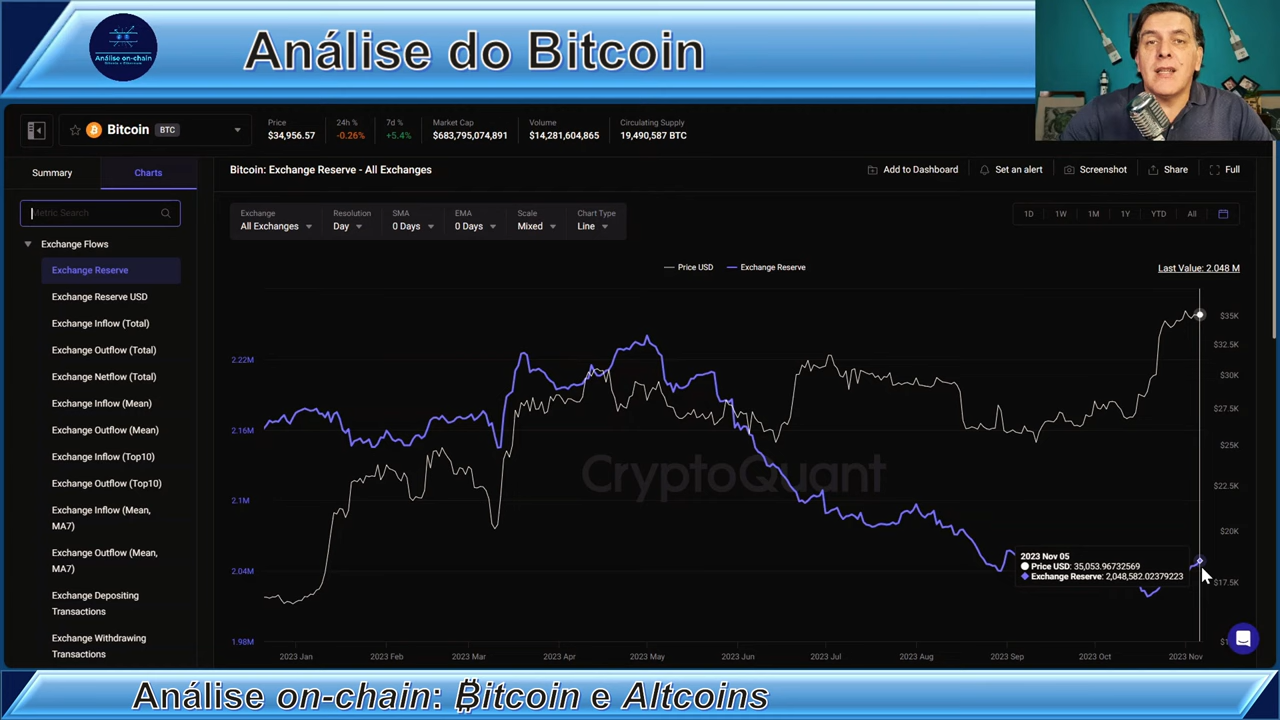 Análise do Bitcoin
Análise on-chain
Bitcoin e Ethereum
Bitcoin BTC
Price
$34,956.57
24h %
-0.26%
7d %
+5.4%
Market Cap
$683,795,074,891
Volume
$14,281,604,865
Circulating Supply
19,490,587 BTC
Summary
Charts
Metric Search
Exchange Flows
Exchange Reserve
Exchange Reserve USD
Exchange Inflow (Total)
Exchange Outflow (Total)
Exchange Netflow (Total)
Exchange Inflow (Mean)
Exchange Outflow (Mean)
Exchange Inflow (Top10)
Exchange Outflow (Top10)
Exchange Inflow (Mean,
MA7)
Exchange Outflow (Mean,
MA7)
Exchange Depositing
Transactions
Exchange Withdrawing
Transactions
Bitcoin: Exchange Reserve - All Exchanges
Add to Dashboard
Set an alert
Screenshot
Share
Full
Exchange
All Exchanges
Resolution
Day
SMA
0 Days
EMA
0 Days
Scale
Mixed
Chart Type
Line
1D
1W
1M
1Y
YTD
All
Price USD
Exchange Reserve
Last Value: 2.048 M
2.22M
2.16M
2.1M
2.04M
1.98M
$35K
$32.5K
$30K
$27.5K
$25K
$22.5K
$20K
$17.5K
CryptoQuant
2023 Nov 05
Price USD: 35,053.96732569
Exchange Reserve: 2,048,582.02379223
2023 Jan
2023 Feb
2023 Mar
2023 Apr
2023 May
2023 Jun
2023 Jul
2023 Aug
2023 Sep
2023 Oct
2023 Nov
Análise on-chain: ₿itcoin e Altcoins